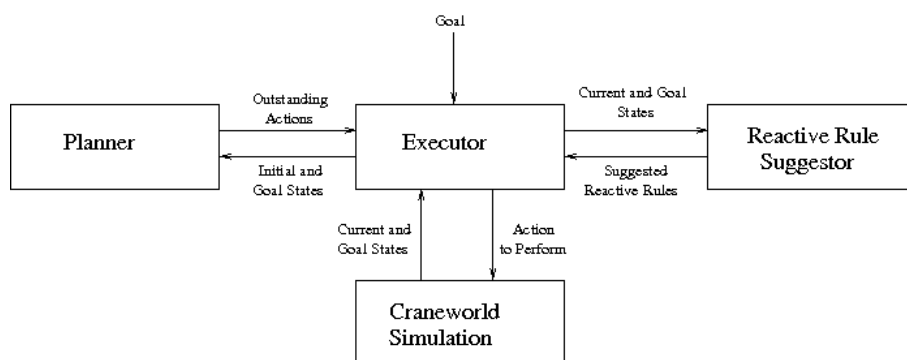 Goal
Outstanding
Actions
Current and Goal
States
Planner
Executor
Reactive Rule
Suggestor
Initial and
Goal States
Suggested
Reactive Rules
Current and
Goal States
Action
to Perform
Craneworld
Simulation